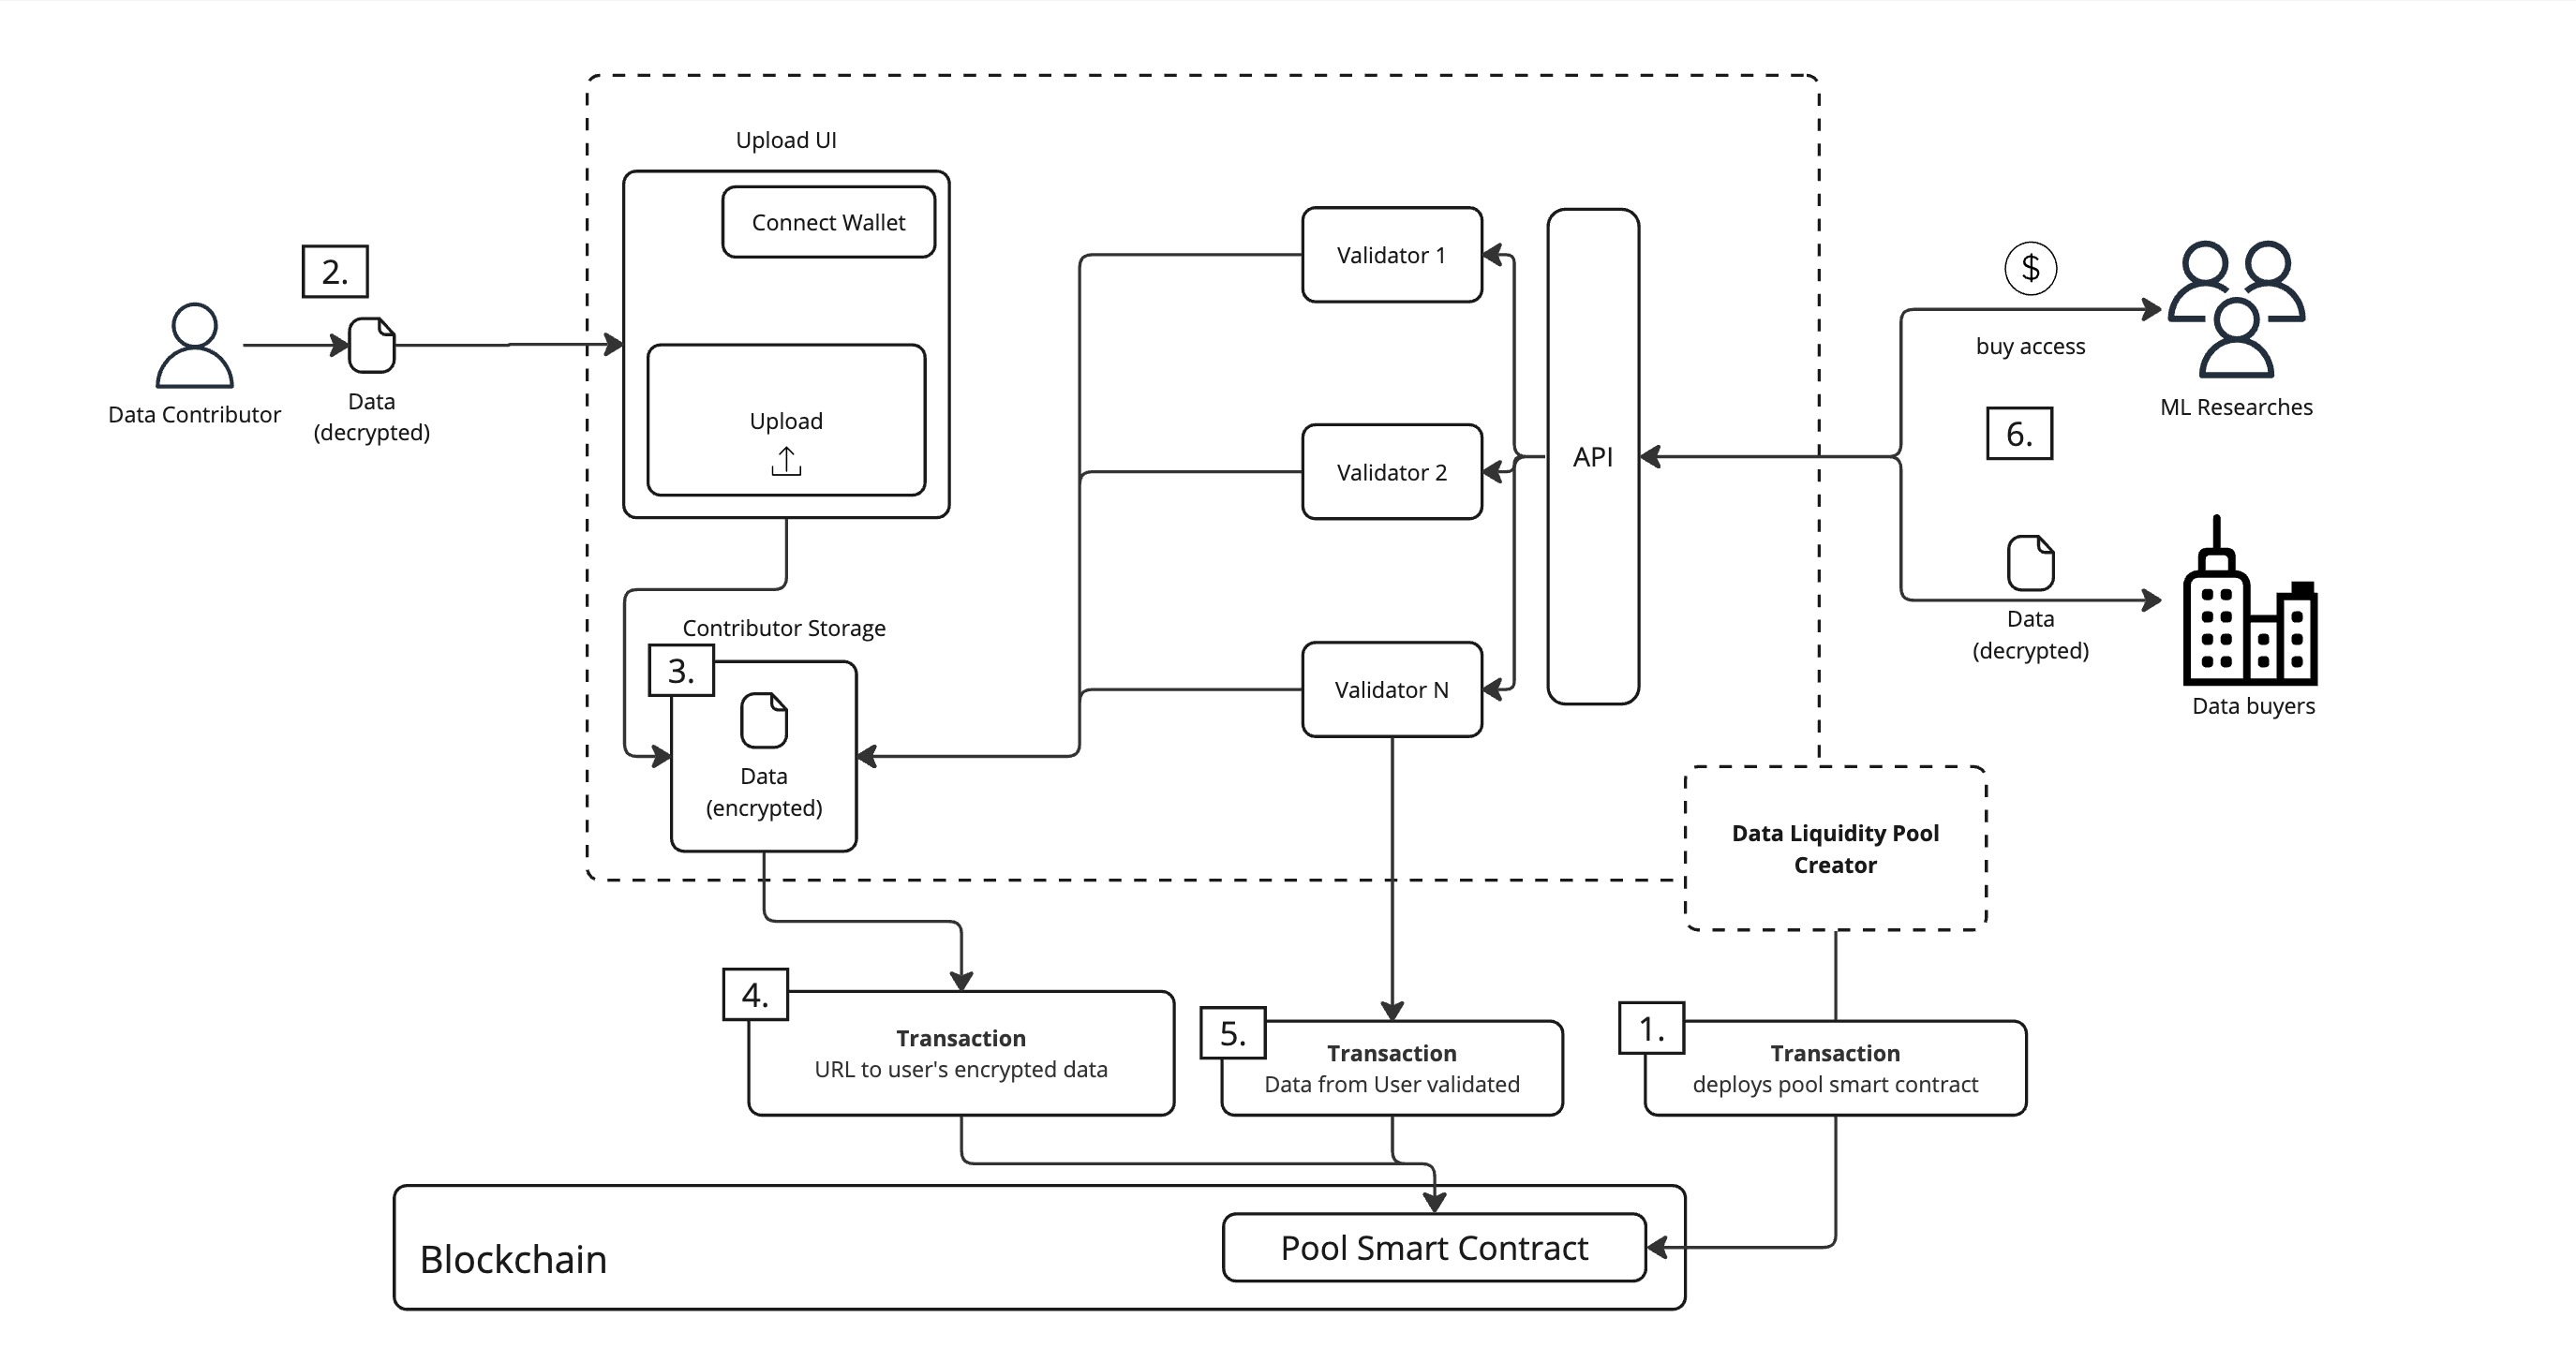 Upload UI
Connect Wallet
Upload
2.
Data Contributor
Data
(decrypted)
Contributor Storage
3.
Data
(encrypted)
Validator 1
Validator 2
Validator N
API
$
buy access
ML Researches
6.
Data
(decrypted)
Data buyers
Data Liquidity Pool
Creator
4.
Transaction
URL to user's encrypted data
5.
Transaction
Data from User validated
1.
Transaction
deploys pool smart contract
Blockchain
Pool Smart Contract